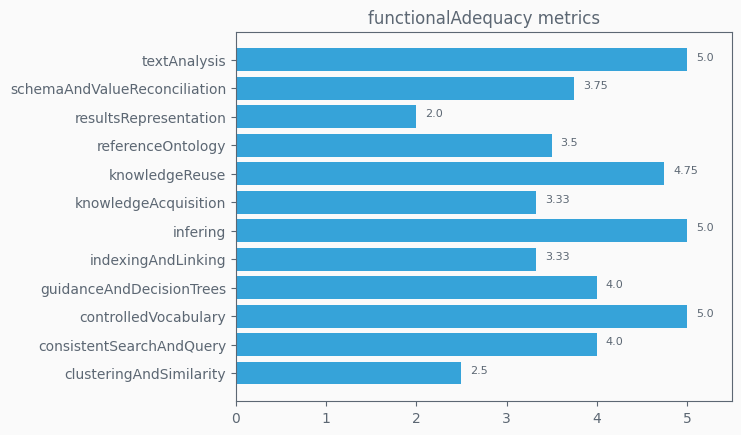 functionalAdequacy metrics
textAnalysis 5.0
schemaAndValueReconciliation 3.75
resultsRepresentation 2.0
referenceOntology 3.5
knowledgeReuse 4.75
knowledgeAcquisition 3.33
infering 5.0
indexingAndLinking 3.33
guidanceAndDecisionTrees 4.0
controlledVocabulary 5.0
consistentSearchAndQuery 4.0
clusteringAndSimilarity 2.5
0 1 2 3 4 5